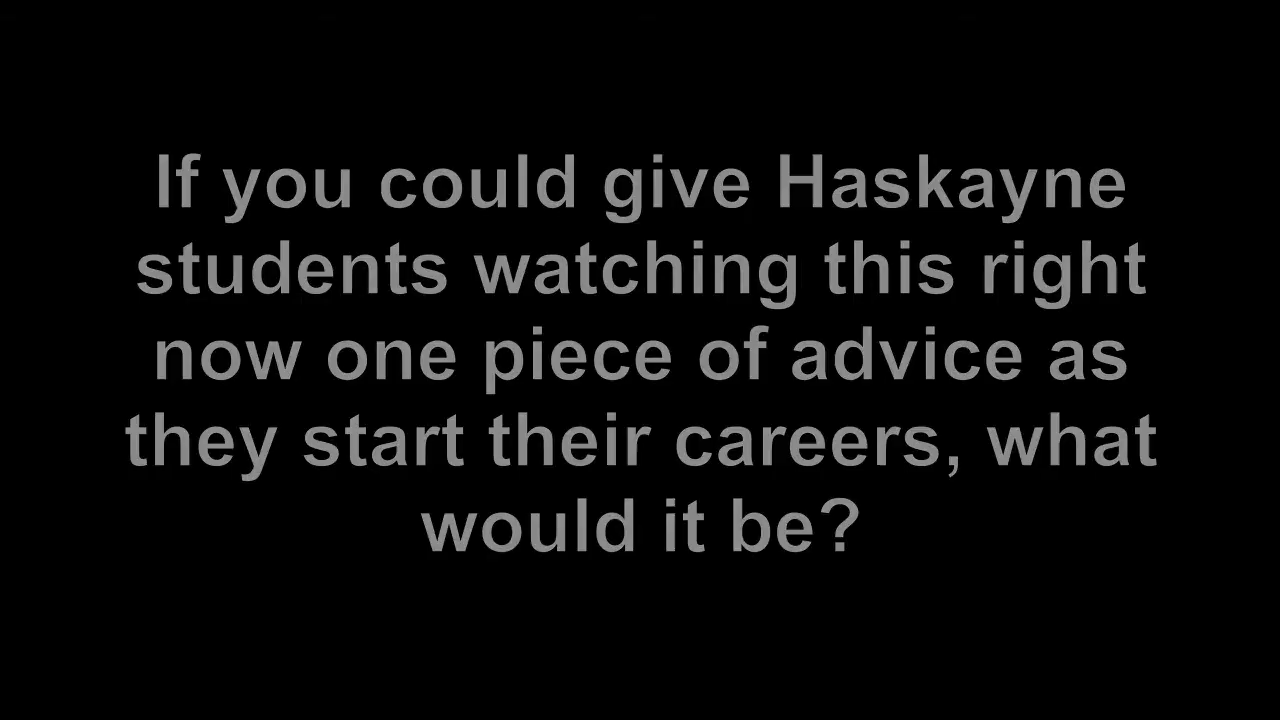 If you could give Haskayne
students watching this right
now one piece of advice as
they start their careers, what
would it be?